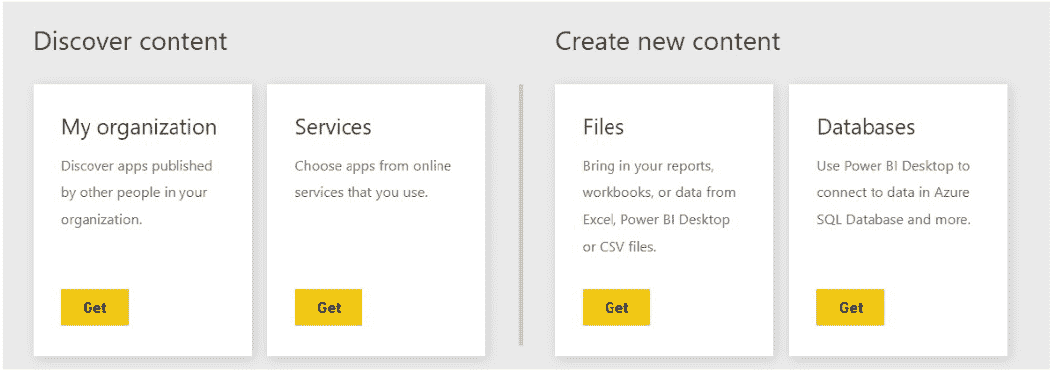 Discover content
My organization
Discover apps published
by other people in your
organization.
Get
Services
Choose apps from online
services that you use.
Get
Create new content
Files
Bring in your reports,
workbooks, or data from
Excel, Power BI Desktop
or CSV files.
Get
Databases
Use Power BI Desktop to
connect to data in Azure
SQL Database and more.
Get